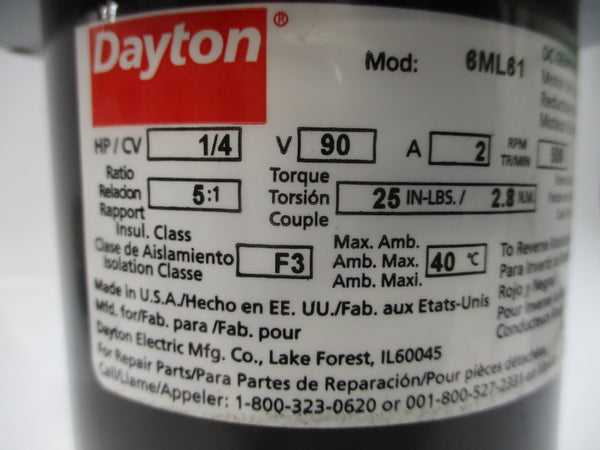 Dayton®
Mod: 6ML61
HP / CV 1/4 V 90 A 2 RPM TR/MIN
Ratio
Relacion
Rapport
5:1
Torque
Torsión
Couple
25 IN-LBS. / 2.8 N.M.
Insul. Class
Clase de Aislamiento
Isolation Classe
F3
Max. Amb.
Amb. Max.
Amb. Maxi.
40 °C
To Reverse
Para
Rojo y
Made in U.S.A./Hecho en EE. UU./Fab. aux Etats-Unis
Mfd. for/Fab. para /Fab. pour
Dayton Electric Mfg. Co., Lake Forest, IL60045
For Repair Parts/Para Partes de Reparación/Pour pièces détachées,
Call/Llame/Appeler: 1-800-323-0620 or 001-800-527-2331